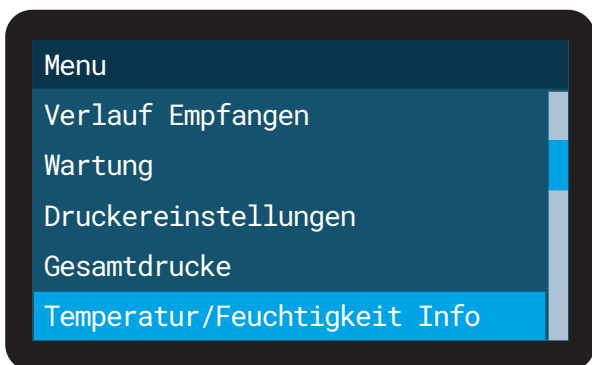 Menu
Verlauf Empfangen
Wartung
Druckereinstellungen
Gesamtdrucke
Temperatur/Feuchtigkeit Info